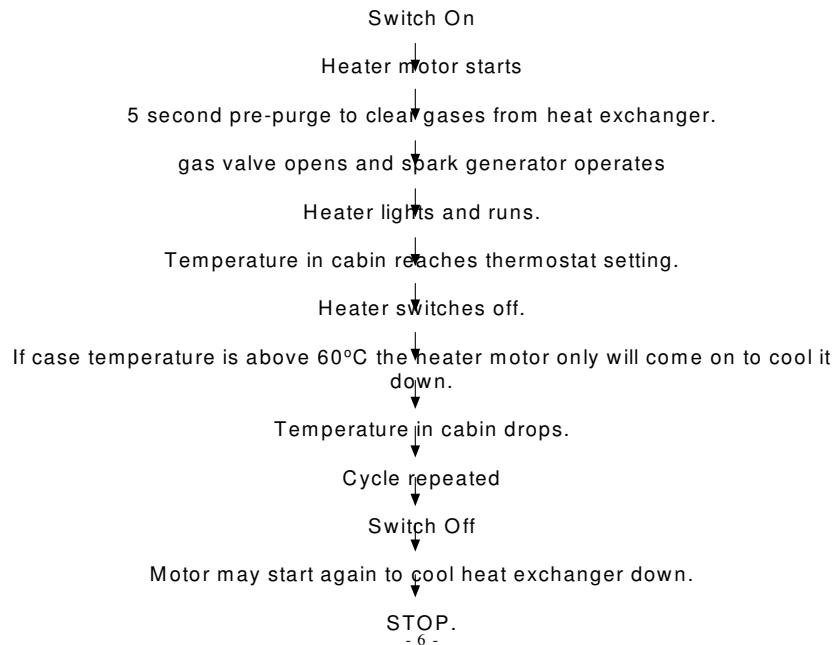 Switch On
Heater motor starts
5 second pre-purge to clear gases from heat exchanger.
gas valve opens and spark generator operates
Heater lights and runs.
Temperature in cabin reaches thermostat setting.
Heater switches off.
If case temperature is above 60°C the heater motor only will come on to cool it
down.
Temperature in cabin drops.
Cycle repeated
Switch Off
Motor may start again to cool heat exchanger down.
STOP.
- 6 -